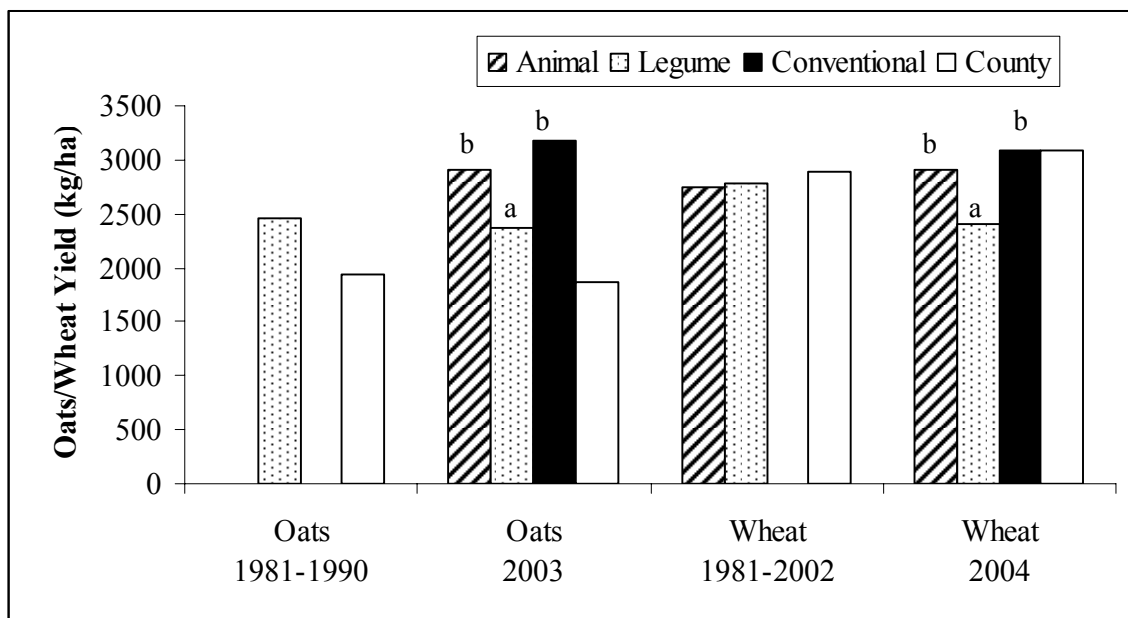 Animal Legume Conventional County
Oats/Wheat Yield (kg/ha)
3500
3000
2500
2000
1500
1000
500
0
b
a
b
b
a
b
Oats
1981-1990
Oats
2003
Wheat
1981-2002
Wheat
2004